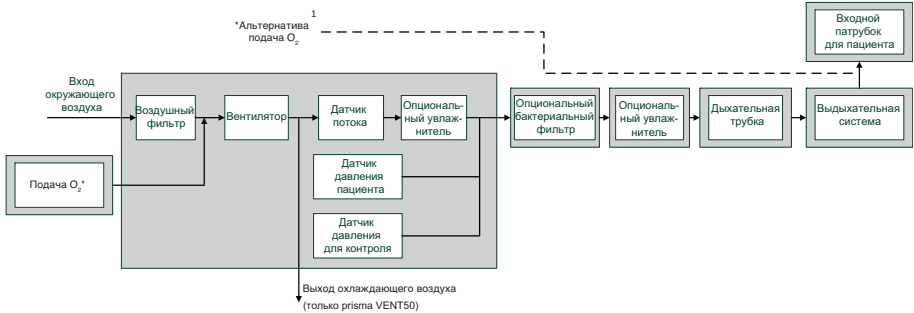 1
*Альтернатива
подача O₂
Входной
патрубок
для пациента
Вход
окружающего
воздуха
Воздушный
фильтр
Вентилятор
Датчик
потока
Опциональ-
ный увлаж-
нитель
Опциональный
бактериальный
фильтр
Опциональ-
ный увлаж-
нитель
Дыхательная
трубка
Выдыхательная
система
Подача O₂*
Датчик
давления
пациента
Датчик
давления
для контроля
Выход охлаждающего воздуха
(только prisma VENT50)